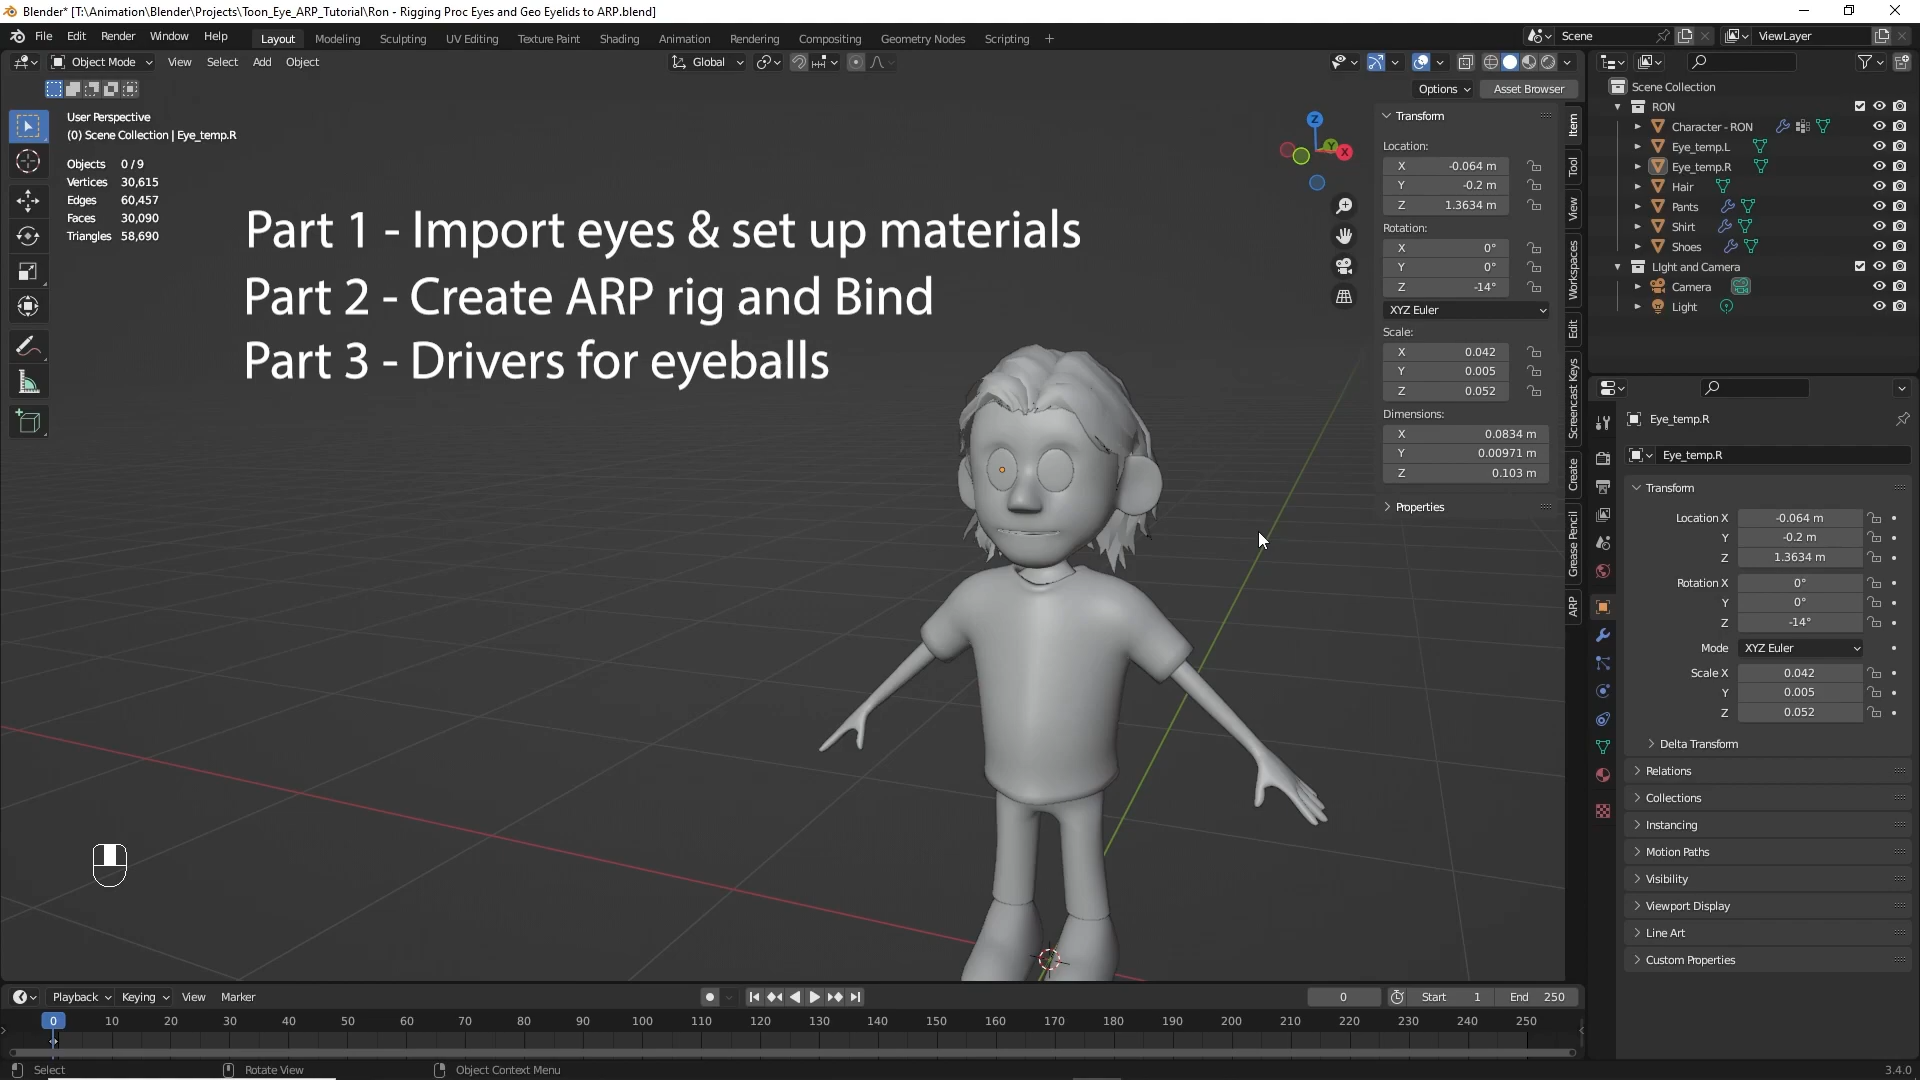 Blender* [T:\Animation\Blender\Projects\Toon_Eye_ARP_Tutorial\Ron - Rigging Proc Eyes and Geo Eyelids to ARP.blend]
File Edit Render Window Help Layout Modeling Sculpting UV Editing Texture Paint Shading Animation Rendering Compositing Geometry Nodes Scripting + Scene ViewLayer
Object Mode View Select Add Object Global
Options Asset Browser
User Perspective
(0) Scene Collection | Eye_temp.R
Objects 0 / 9
Vertices 30,615
Edges 60,457
Faces 30,090
Triangles 58,690
Part 1 - Import eyes & set up materials
Part 2 - Create ARP rig and Bind
Part 3 - Drivers for eyeballs
Z
Y
X
Transform
Location:
X -0.064 m
Y -0.2 m
Z 1.3634 m
Rotation:
X 0°
Y 0°
Z -14°
XYZ Euler
Scale:
X 0.042
Y 0.005
Z 0.052
Dimensions:
X 0.0834 m
Y 0.00971 m
Z 0.103 m
Properties
Item
Tool
View
Workspaces
Edit
Screencast Keys
Create
Grease Pencil
ARP
Scene Collection
RON
Character - RON
Eye_temp.L
Eye_temp.R
Hair
Pants
Shirt
Shoes
LIght and Camera
Camera
Light
Eye_temp.R
Eye_temp.R
Transform
Location X -0.064 m
Y -0.2 m
Z 1.3634 m
Rotation X 0°
Y 0°
Z -14°
Mode XYZ Euler
Scale X 0.042
Y 0.005
Z 0.052
Delta Transform
Relations
Collections
Instancing
Motion Paths
Visibility
Viewport Display
Line Art
Custom Properties
Playback Keying View Marker 0 Start 1 End 250
0 10 20 30 40 50 60 70 80 90 100 110 120 130 140 150 160 170 180 190 200 210 220 230 240 250
Select Rotate View Object Context Menu 3.4.0